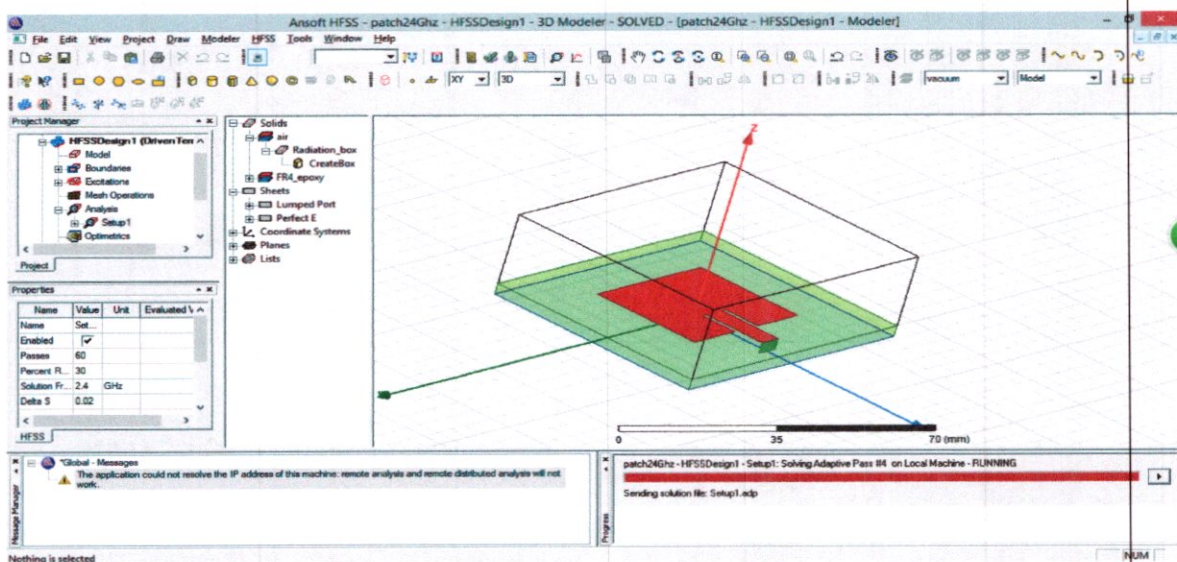 Ansoft HFSS - patch24Ghz - HFSSDesign1 - 3D Modeler - SOLVED - [patch24Ghz - HFSSDesign1 - Modeler]
File Edit View Project Draw Modeler HFSS Tools Window Help
XY 3D vacuum Model
Project Manager
HFSSDesign1 (DrivenTen
Model
Boundaries
Excitations
Mesh Operations
Analysis
Setup1
Optimetrics
Project
Properties
Name Value Unit Evaluated V
Name Set...
Enabled
Passes 60
Percent R... 30
Solution Fr... 2.4 GHz
Delta S 0.02
HFSS
Solids
air
Radiation_box
CreateBox
FR4_epoxy
Sheets
Lumped Port
Perfect E
Coordinate Systems
Planes
Lists
Z
0 35 70 (mm)
Message Manager
*Global - Messages
The application could not resolve the IP address of this machine: remote analysis and remote distributed analysis will not
work.
Progress
patch24Ghz - HFSSDesign1 - Setup1: Solving Adaptive Pass #4 on Local Machine - RUNNING
Sending solution file: Setup1.adp
Nothing is selected
NUM